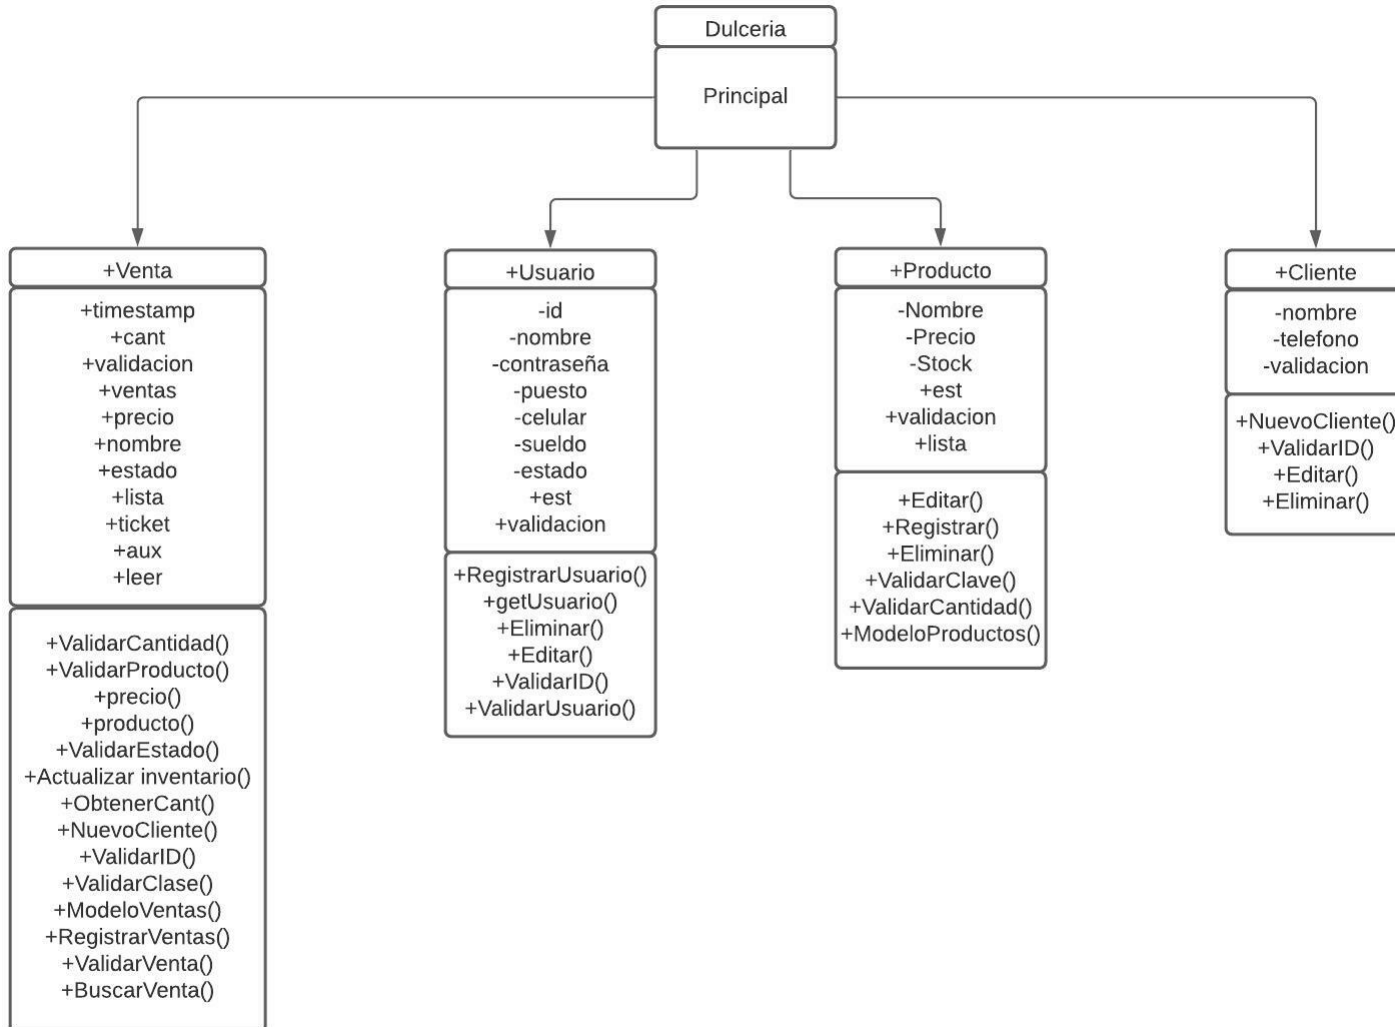 Dulceria
Principal
+Venta
+timestamp
+cant
+validacion
+ventas
+precio
+nombre
+estado
+lista
+ticket
+aux
+leer
+ValidarCantidad()
+ValidarProducto()
+precio()
+producto()
+ValidarEstado()
+Actualizar inventario()
+ObtenerCant()
+NuevoCliente()
+ValidarID()
+ValidarClase()
+ModeloVentas()
+RegistrarVentas()
+ValidarVenta()
+BuscarVenta()
+Usuario
-id
-nombre
-contraseña
-puesto
-celular
-sueldo
-estado
+est
+validacion
+RegistrarUsuario()
+getUsuario()
+Eliminar()
+Editar()
+ValidarID()
+ValidarUsuario()
+Producto
-Nombre
-Precio
-Stock
+est
+validacion
+lista
+Editar()
+Registrar()
+Eliminar()
+ValidarClave()
+ValidarCantidad()
+ModeloProductos()
+Cliente
-nombre
-telefono
-validacion
+NuevoCliente()
+ValidarID()
+Editar()
+Eliminar()